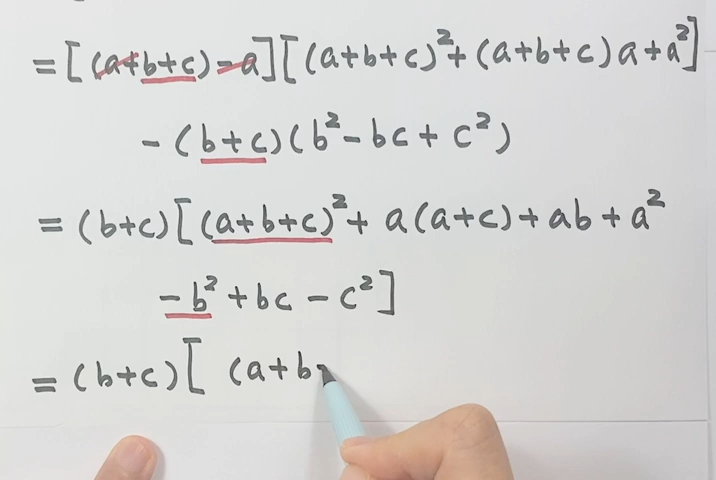 = [(a+b+c)-a][(a+b+c)²+(a+b+c)a+a²]
-(b+c)(b²-bc+c²)
= (b+c)[(a+b+c)²+a(a+c)+ab+a²
-b²+bc-c²]
= (b+c)[ (a+b